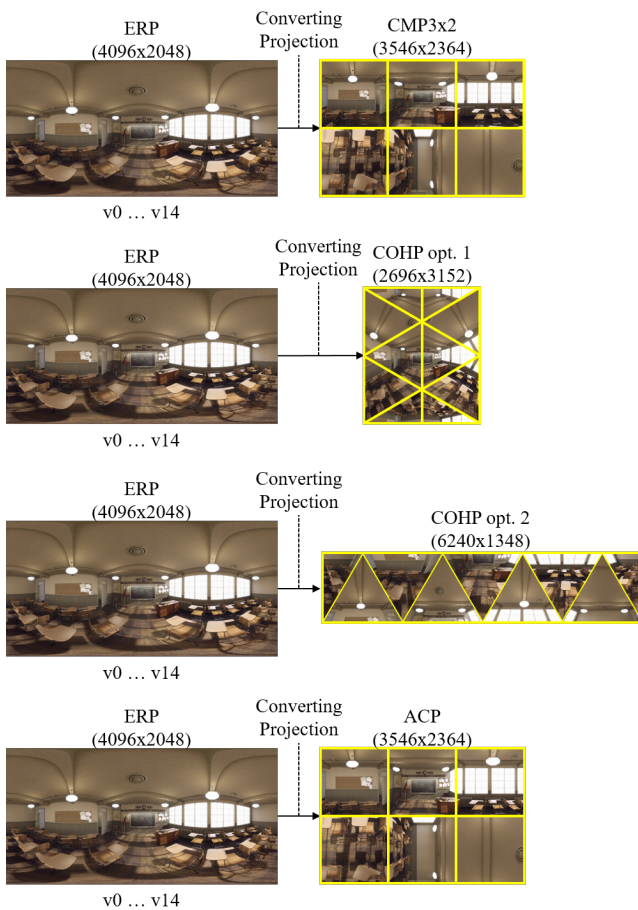 ERP
(4096x2048)
Converting
Projection
CMP3x2
(3546x2364)
v0 … v14
ERP
(4096x2048)
Converting
Projection
COHP opt. 1
(2696x3152)
v0 … v14
ERP
(4096x2048)
Converting
Projection
COHP opt. 2
(6240x1348)
v0 … v14
ERP
(4096x2048)
Converting
Projection
ACP
(3546x2364)
v0 … v14